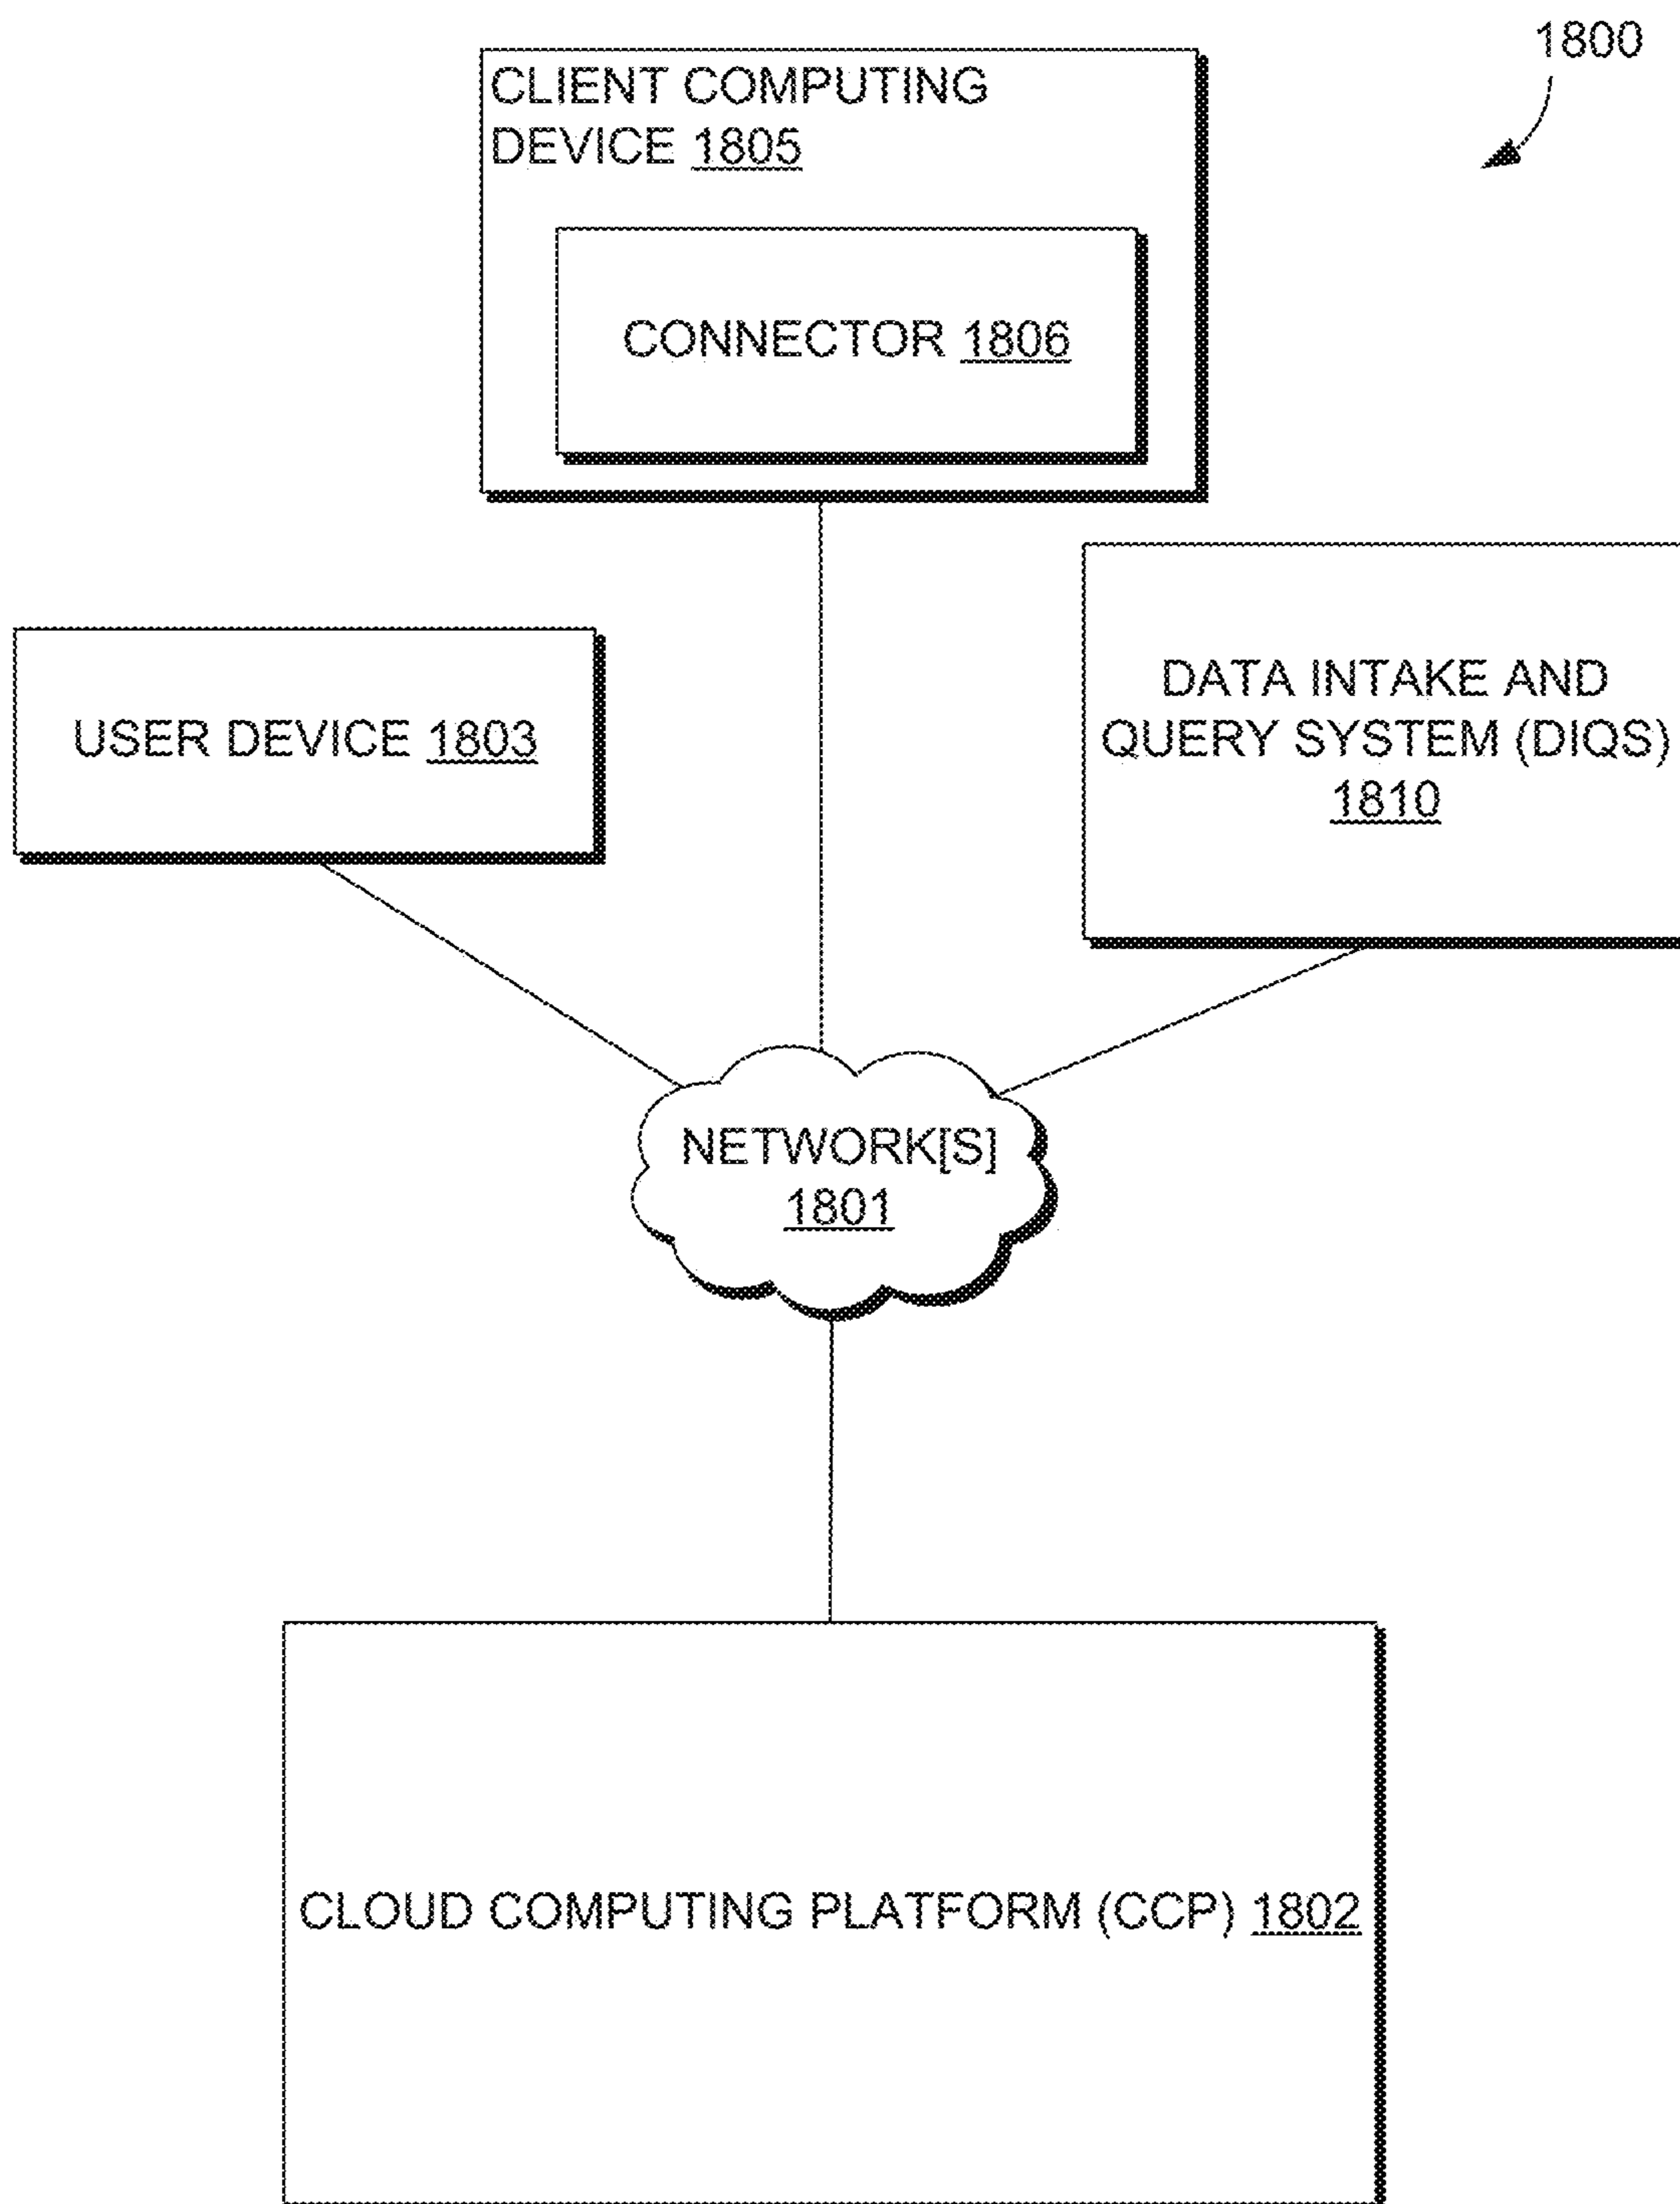 1800
CLIENT COMPUTING
DEVICE 1805
CONNECTOR 1806
USER DEVICE 1803
DATA INTAKE AND
QUERY SYSTEM (DIQS)
1810
NETWORK[S]
1801
CLOUD COMPUTING PLATFORM (CCP) 1802